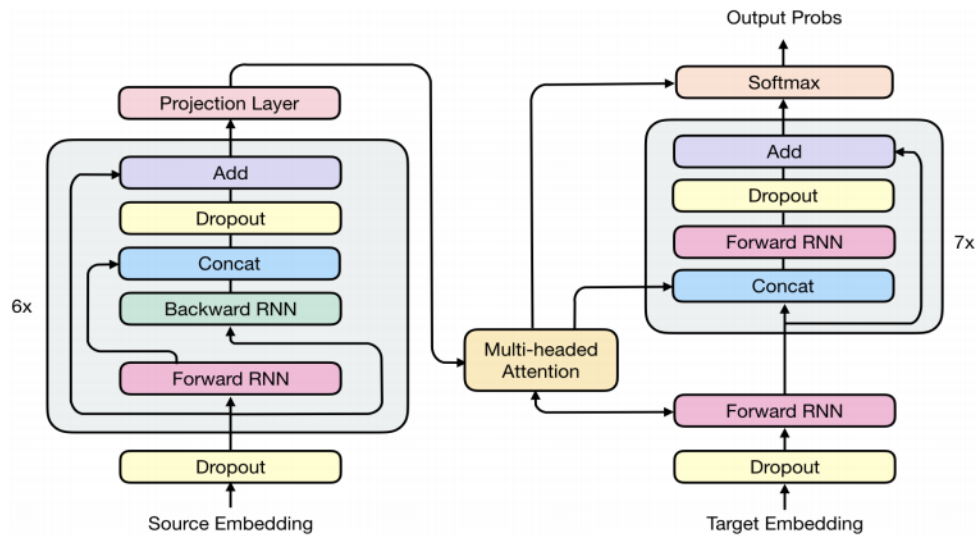 Projection Layer
Add
Dropout
Concat
Backward RNN
Forward RNN
6x
Dropout
Source Embedding
Multi-headed
Attention
Output Probs
Softmax
Add
Dropout
Forward RNN
Concat
7x
Forward RNN
Dropout
Target Embedding